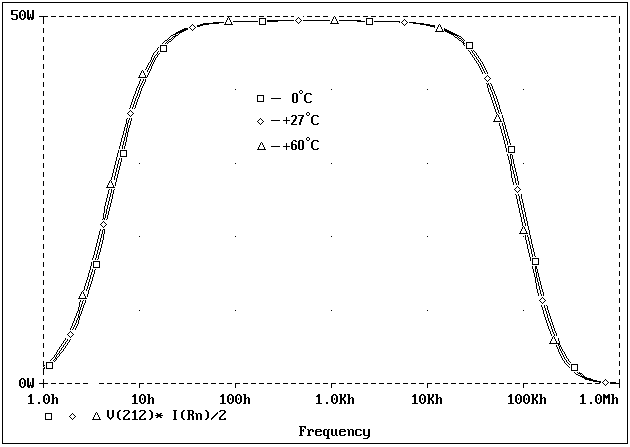 50W
— 0°C
—+27°C
—+60°C
0W
1.0h 10h 100h 1.0Kh 10Kh 100Kh 1.0Mh
V(212)* I(Rn)/2
Frequency